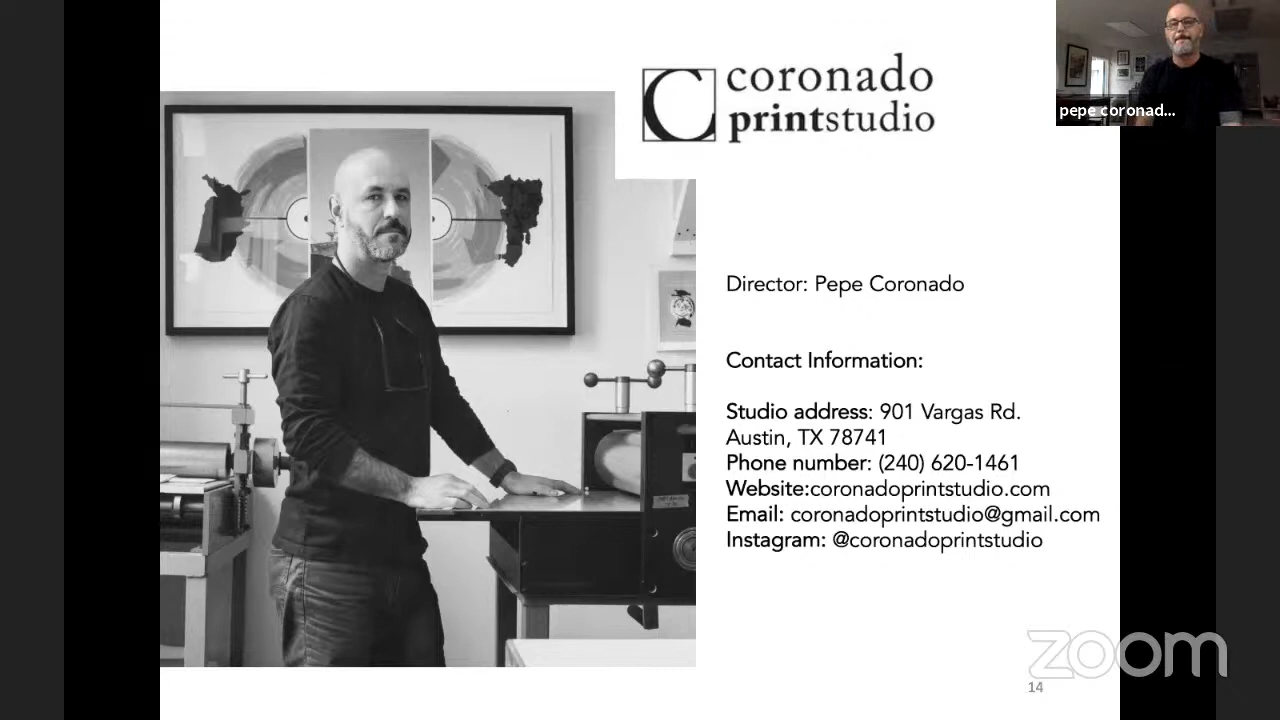 coronado
printstudio
pepe coronad...
Director: Pepe Coronado
Contact Information:
Studio address: 901 Vargas Rd.
Austin, TX 78741
Phone number: (240) 620-1461
Website:coronadoprintstudio.com
Email: coronadoprintstudio@gmail.com
Instagram: @coronadoprintstudio
zoom
14